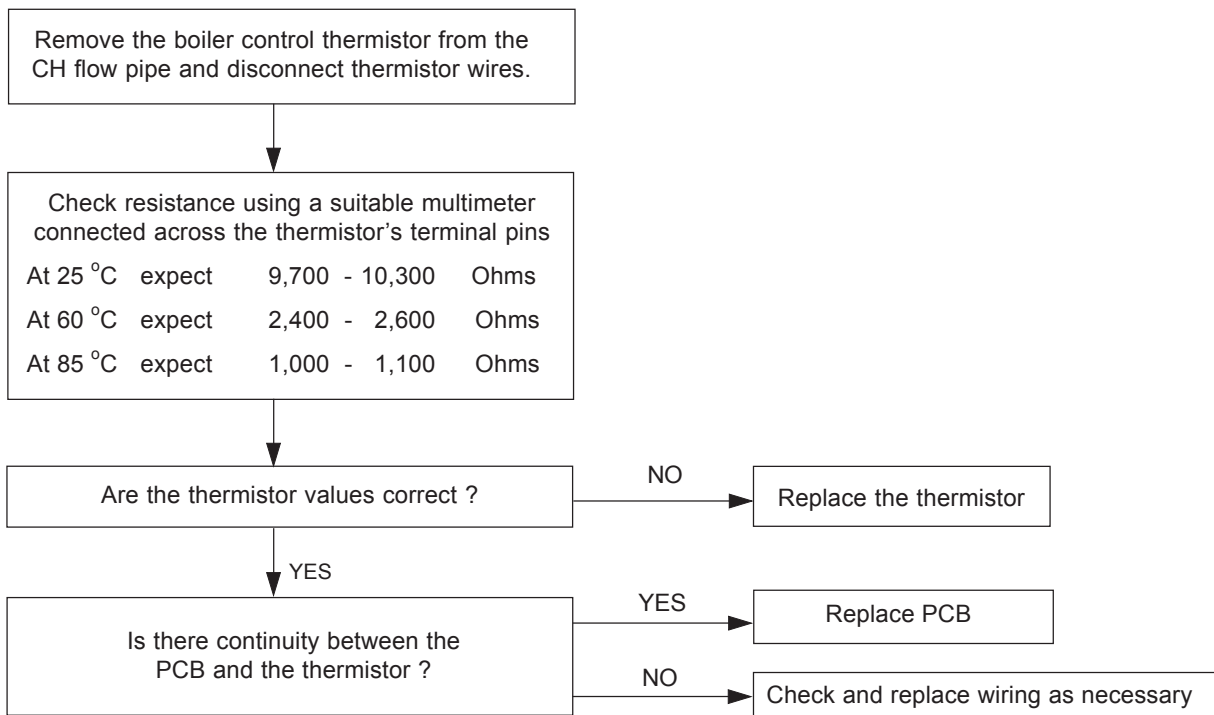 Remove the boiler control thermistor from the
CH flow pipe and disconnect thermistor wires.
Check resistance using a suitable multimeter
connected across the thermistor's terminal pins
At 25 °C expect 9,700 - 10,300 Ohms
At 60 °C expect 2,400 - 2,600 Ohms
At 85 °C expect 1,000 - 1,100 Ohms
Are the thermistor values correct ?
NO
Replace the thermistor
YES
Is there continuity between the
PCB and the thermistor ?
YES
Replace PCB
NO
Check and replace wiring as necessary